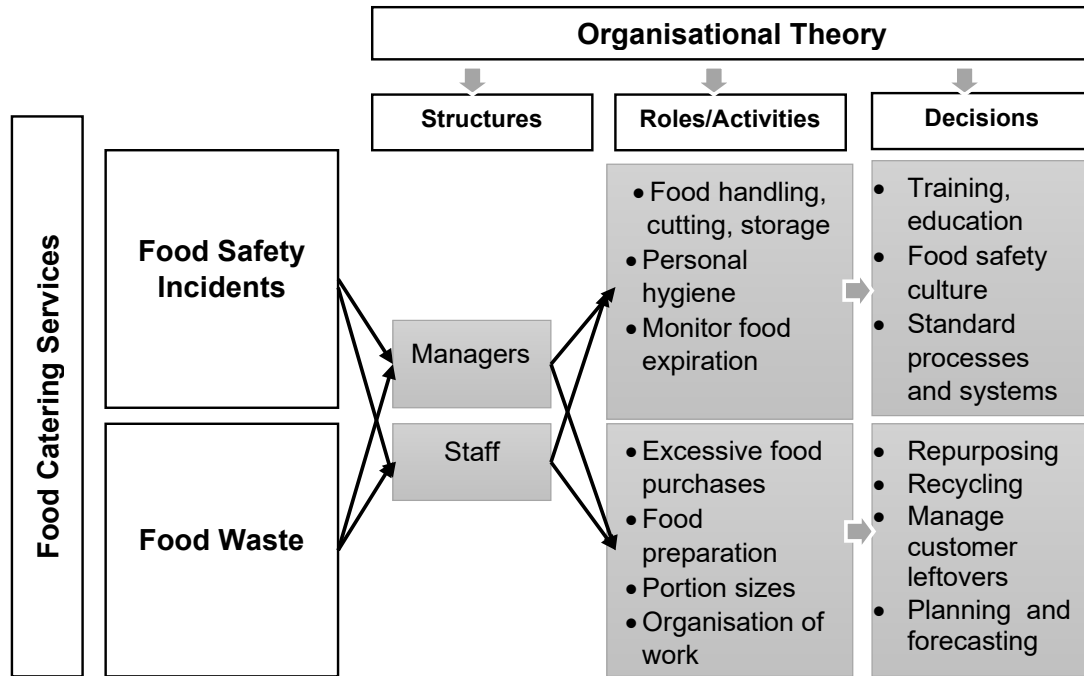 Organisational Theory
Structures
Roles/Activities
Decisions
Food Catering Services
Food Safety
Incidents
Food Waste
Managers
Staff
• Food handling,
cutting, storage
• Personal
hygiene
• Monitor food
expiration
• Training,
education
• Food safety
culture
• Standard
processes
and systems
• Excessive food
purchases
• Food
preparation
• Portion sizes
• Organisation of
work
• Repurposing
• Recycling
• Manage
customer
leftovers
• Planning and
forecasting